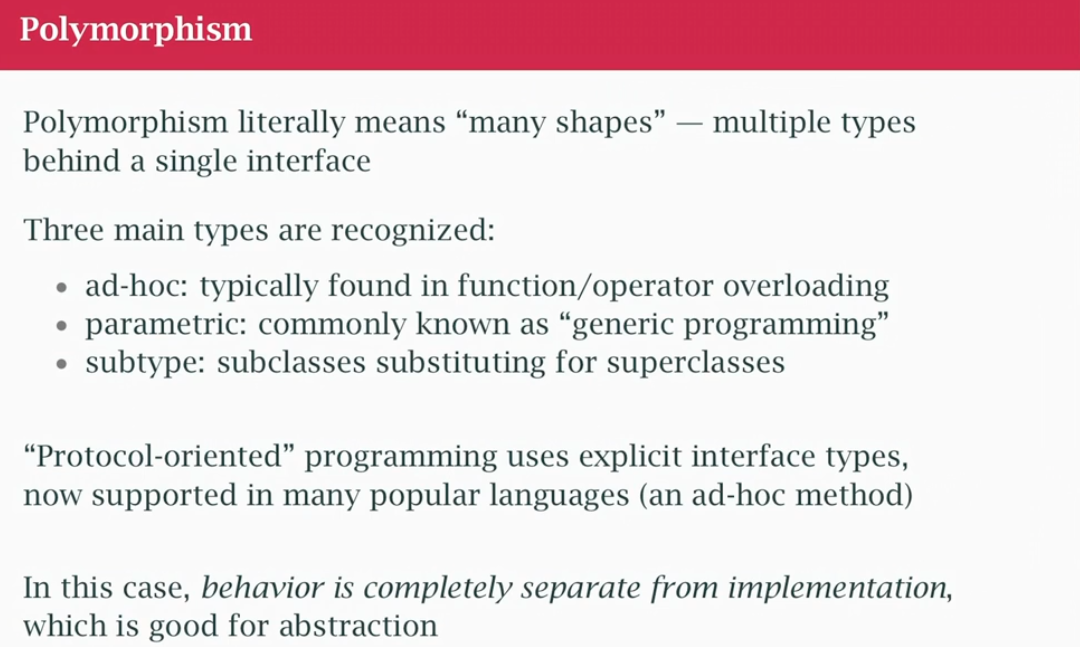 Polymorphism
Polymorphism literally means “many shapes” — multiple types
behind a single interface
Three main types are recognized:
• ad-hoc: typically found in function/operator overloading
• parametric: commonly known as “generic programming”
• subtype: subclasses substituting for superclasses
“Protocol-oriented” programming uses explicit interface types,
now supported in many popular languages (an ad-hoc method)
In this case, behavior is completely separate from implementation,
which is good for abstraction